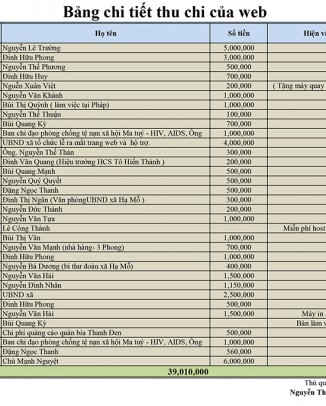 Bảng chi tiết thu chi của web
Họ tên Số tiền Hiện vậ
Nguyễn Lê Trường 5,000,000
Đinh Hữu Phong 3,000,000
Nguyễn Thế Phương 500,000
Đinh Hữu Huy 700,000
Nguễn Xuân Việt 200,000 ( Tặng máy quay
Nguyễn Văn Khánh 1,000,000
Bùi Thị Quỳnh ( làm việc tại Pháp) 1,000,000
Nguyễn Thế Thuận 100,000
Bùi Quang Kỳ 700,000
Ban chỉ đạo phòng chống tệ nạn xã hội Ma tuý - HIV, AIDS, Ông 1,000,000
UBND xã tổ chức lễ ra mắt trang web và hỗ trợ. 4,000,000
Ông. Nguyễn Thế Thán 300,000
Đinh Văn Quang (Hiệu trưởng HCS Tô Hiến Thành ) 200,000
Bùi Quang Mạnh 500,000
Nguyễn Quý Quyết 500,000
Đặng Ngọc Thanh 500,000
Đinh Thị Ngân (Văn phòngUBND xã Hạ Mỗ ) 300,000
Nguyễn Đức Thành 200,000
Nguyễn Văn Tựa 1,000,000
Lê Công Thành Miễn phí host
Bùi Thị Vân 1,000,000
Nguyễn Văn Mạnh (nhà hàng- 3 Phong) 700,000
Đinh Hữu Phong 1,000,000
Nguyễn Bá Dương (bí thư đoàn xã Hạ Mỗ) 400,000
Nguyễn Văn Hải 1,500,000
Nguyễn Đình Nhân 1,150,000
UBND xã 2,500,000
Đinh Hữu Phong 500,000
Nguyễn Văn Hải 1,500,000 Máy in
Bùi Quang Kỳ Bàn làm v
Chi phí quảng cáo quán bia Thanh Đen 500,000
Ban chỉ đạo phòng chống tệ nạn xã hội Ma tuý - HIV, AIDS, Ông 1,000,000
Đặng Ngọc Thanh 560,000
Chú Mạnh Nguyệt 6,000,000
39,010,000
Thủ qu
Nguyễn Th